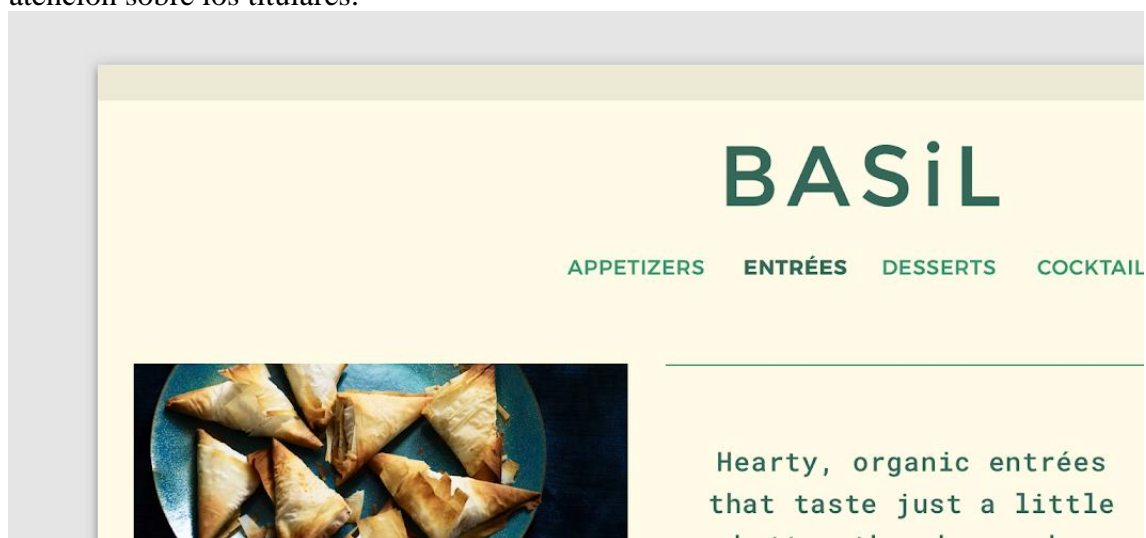 atención sobre los titulares.
BASiL
APPETIZERS ENTRÉES DESSERTS COCKTAIL
Hearty, organic entrées
that taste just a little